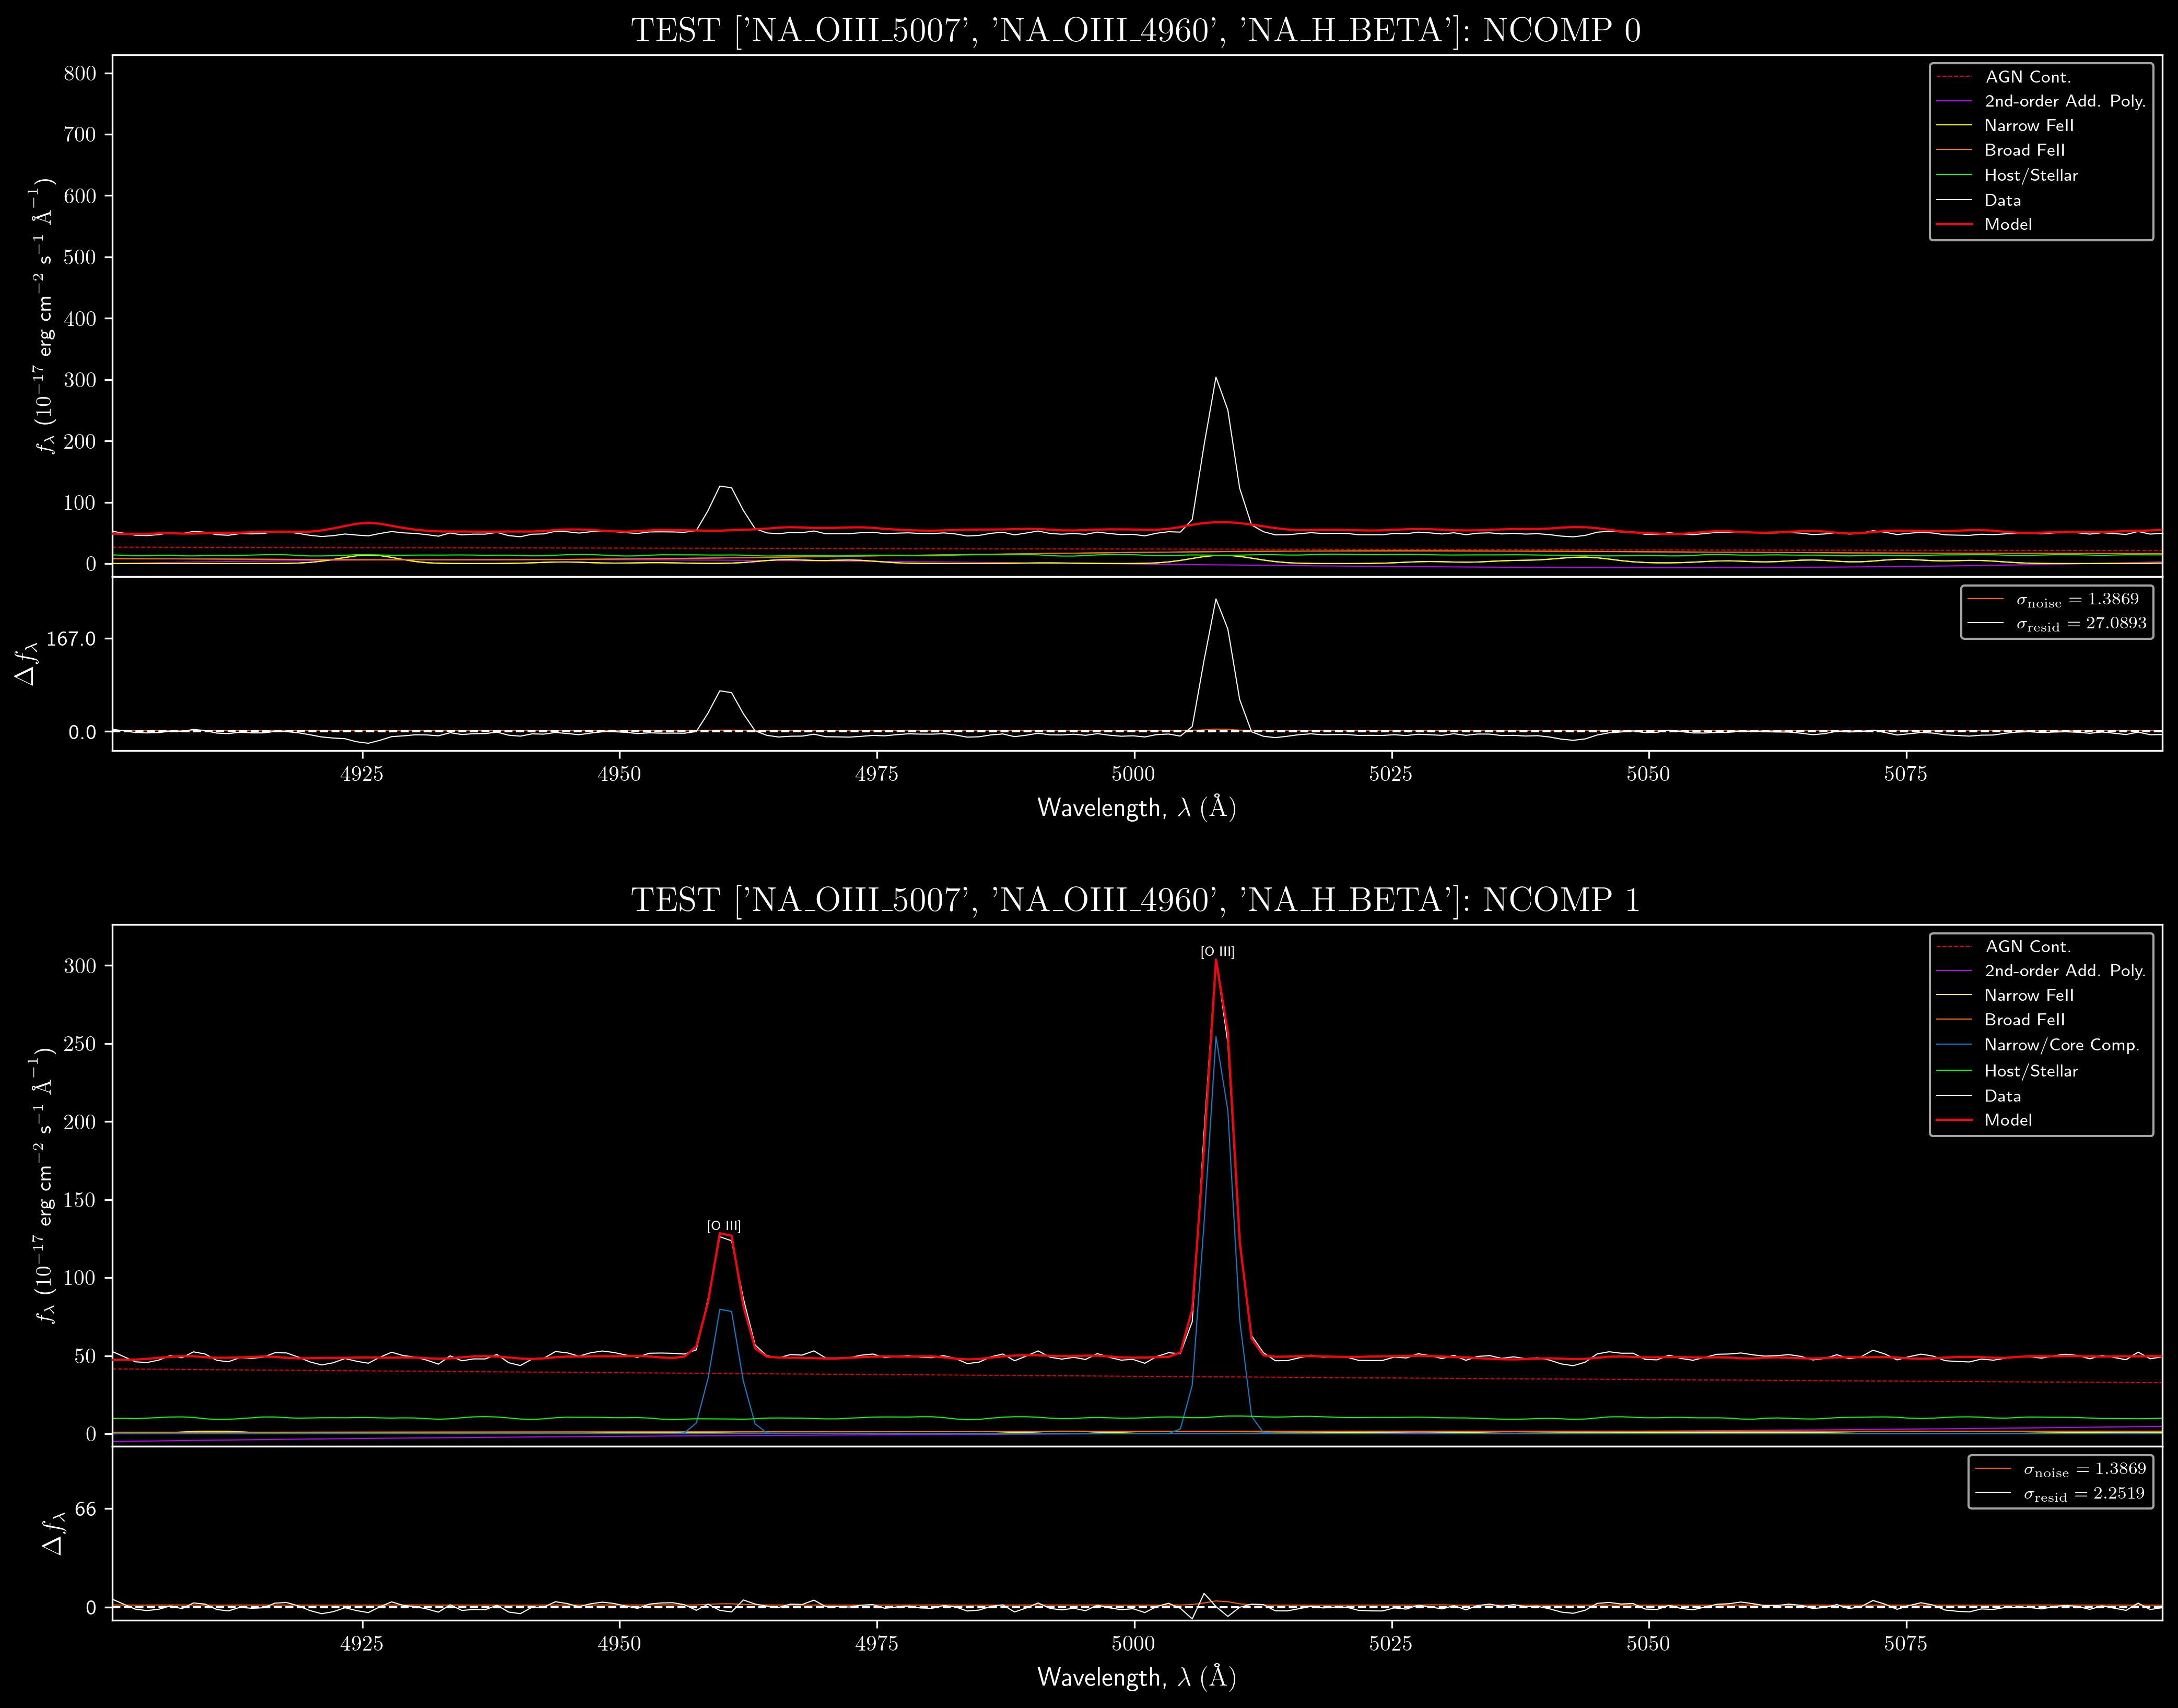 TEST ['NA_OIII_5007', 'NA_OIII_4960', 'NA_H_BETA']: NCOMP 0
800
700
600
500
400
300
200
100
0
f_λ (10^−17 erg cm^−2 s^−1 Å^−1)
AGN Cont.
2nd-order Add. Poly.
Narrow FeII
Broad FeII
Host/Stellar
Data
Model
167.0
0.0
Δf_λ
σ_noise = 1.3869
σ_resid = 27.0893
4925 4950 4975 5000 5025 5050 5075
Wavelength, λ (Å)
TEST ['NA_OIII_5007', 'NA_OIII_4960', 'NA_H_BETA']: NCOMP 1
300
250
200
150
100
50
0
f_λ (10^−17 erg cm^−2 s^−1 Å^−1)
[O III]
[O III]
AGN Cont.
2nd-order Add. Poly.
Narrow FeII
Broad FeII
Narrow/Core Comp.
Host/Stellar
Data
Model
66
0
Δf_λ
σ_noise = 1.3869
σ_resid = 2.2519
4925 4950 4975 5000 5025 5050 5075
Wavelength, λ (Å)